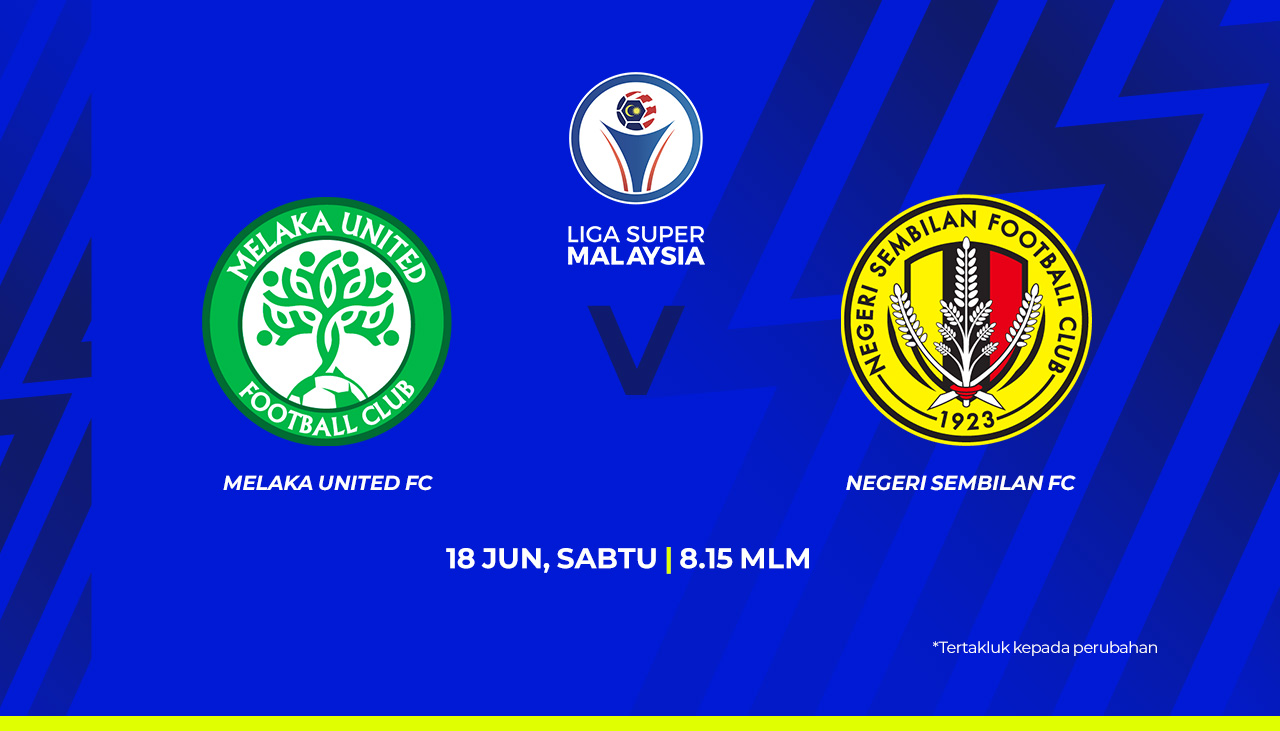 LIGA SUPER
MALAYSIA
MELAKA UNITED
FOOTBALL CLUB
V
NEGERI SEMBILAN FOOTBALL CLUB
1923
MELAKA UNITED FC
NEGERI SEMBILAN FC
18 JUN, SABTU | 8.15 MLM
*Tertakluk kepada perubahan